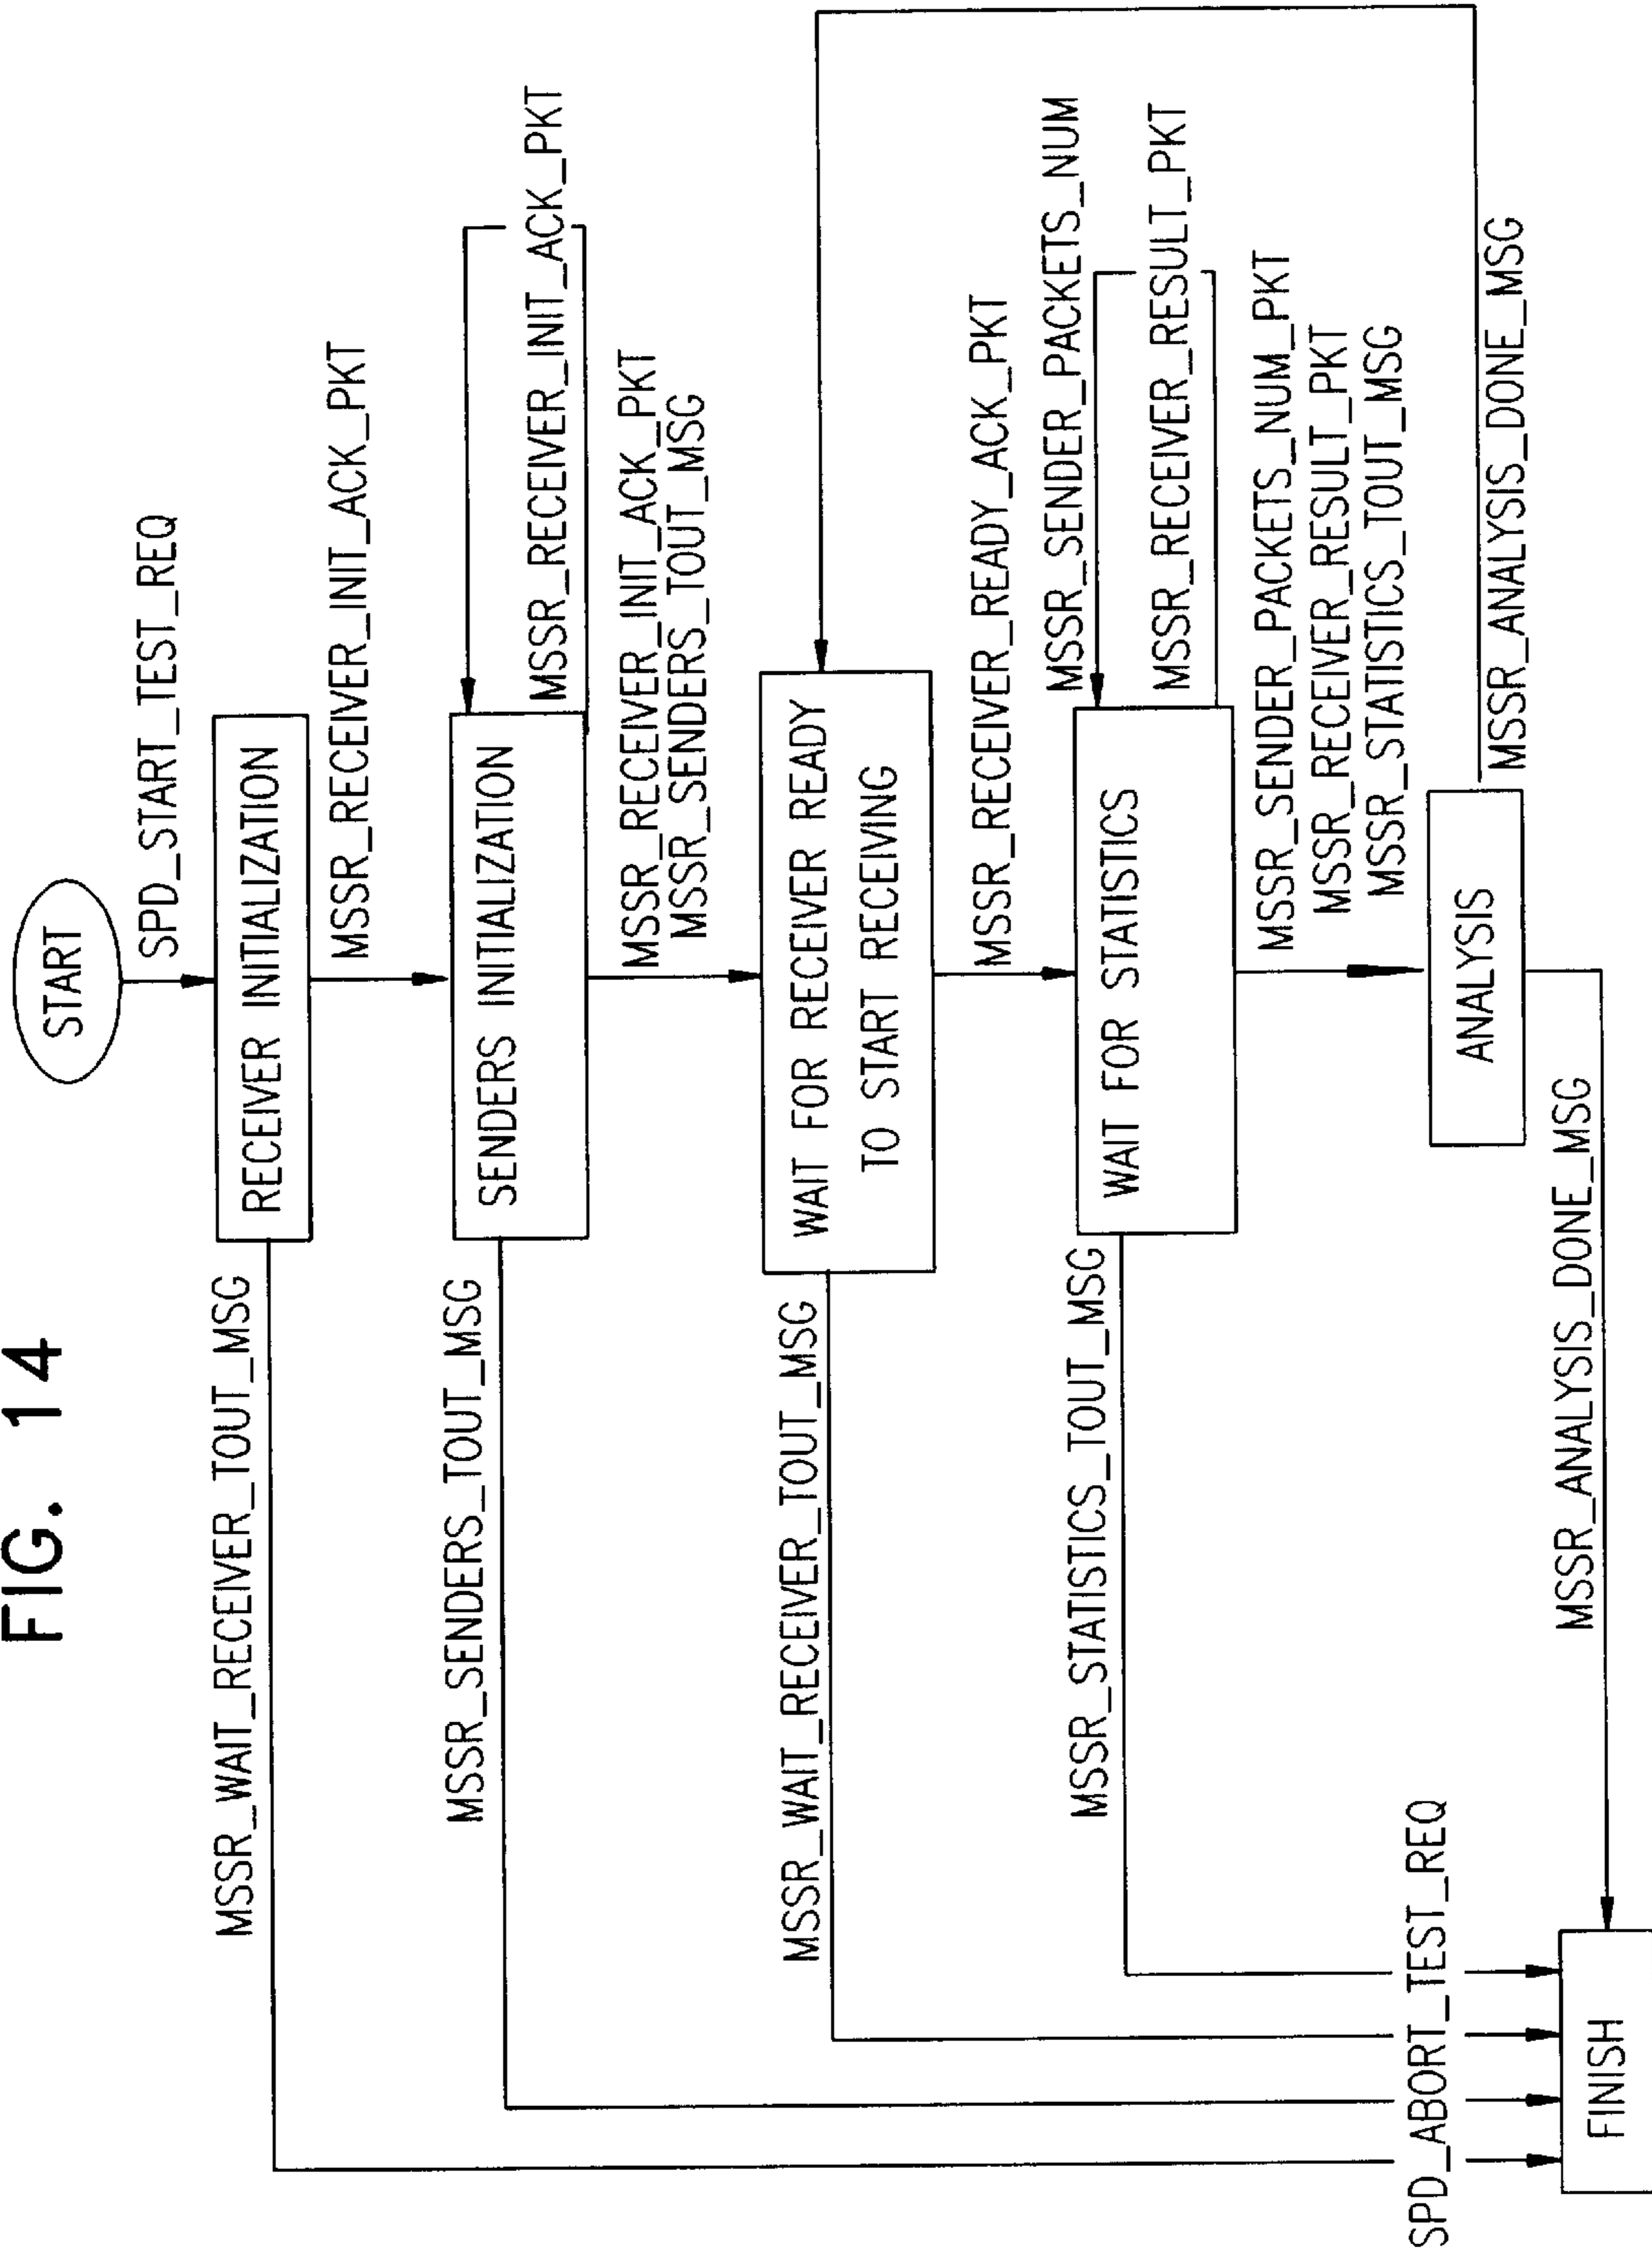 FIG. 14
START
SPD_START_TEST_REQ
RECEIVER INITIALIZATION
MSSR_WAIT_RECEIVER_TOUT_MSG
MSSR_RECEIVER_INIT_ACK_PKT
SENDERS INITIALIZATION
MSSR_SENDERS_TOUT_MSG
MSSR_RECEIVER_INIT_ACK_PKT
MSSR_RECEIVER_INIT_ACK_PKT
MSSR_SENDERS_TOUT_MSG
WAIT FOR RECEIVER READY
TO START RECEIVING
MSSR_WAIT_RECEIVER_TOUT_MSG
MSSR_RECEIVER_READY_ACK_PKT
WAIT FOR STATISTICS
MSSR_STATISTICS_TOUT_MSG
MSSR_SENDER_PACKETS_NUM
MSSR_RECEIVER_RESULT_PKT
MSSR_SENDER_PACKETS_NUM_PKT
MSSR_RECEIVER_RESULT_PKT
MSSR_STATISTICS_TOUT_MSG
ANALYSIS
MSSR_ANALYSIS_DONE_MSG
MSSR_ANALYSIS_DONE_MSG
SPD_ABORT_TEST_REQ
FINISH